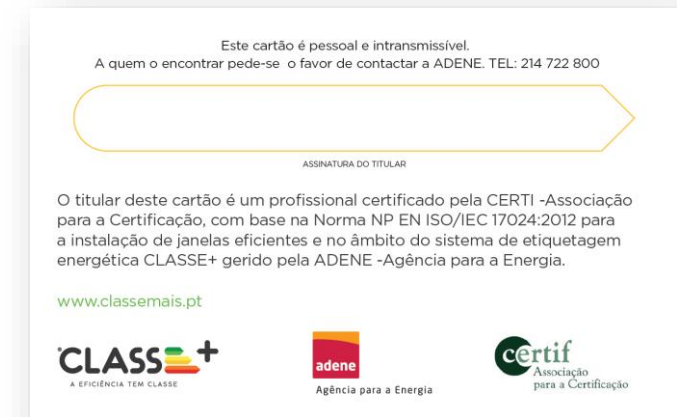 Este cartão é pessoal e intransmissível.
A quem o encontrar pede-se o favor de contactar a ADENE. TEL: 214 722 800
ASSINATURA DO TITULAR
O titular deste cartão é um profissional certificado pela CERTI -Associação
para a Certificação, com base na Norma NP EN ISO/IEC 17024:2012 para
a instalação de janelas eficientes e no âmbito do sistema de etiquetagem
energética CLASSE+ gerido pela ADENE -Agência para a Energia.
www.classemais.pt
CLASSE+
A EFICIÊNCIA TEM CLASSE
adene
Agência para a Energia
certif
Associação
para a Certificação